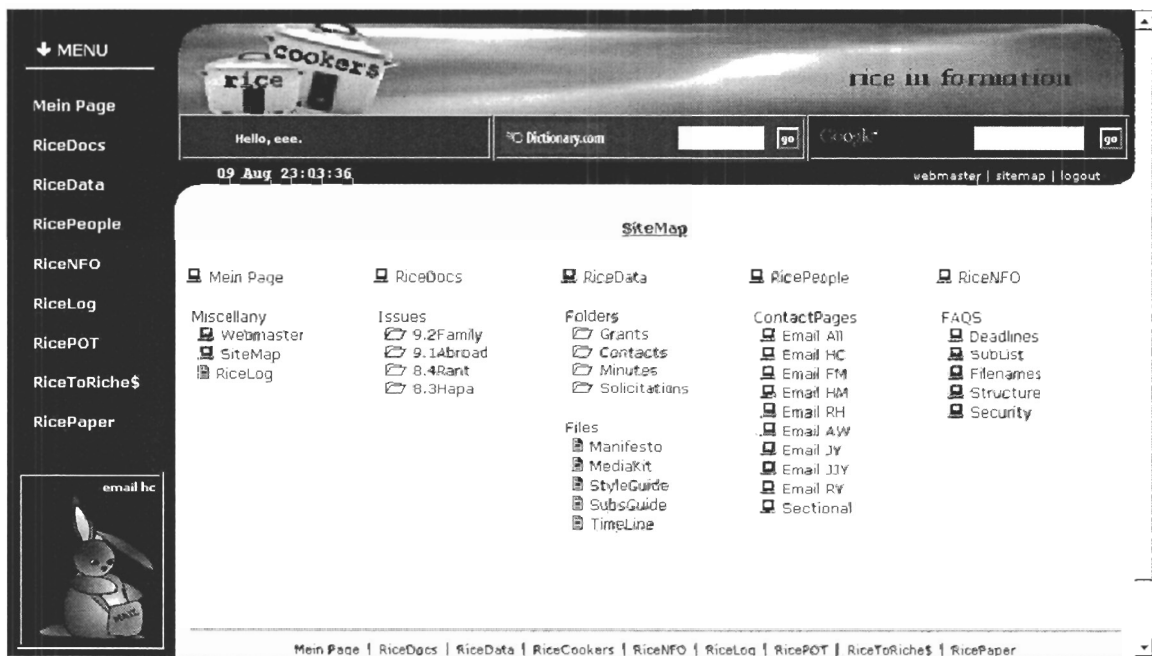 MENU
Mein Page
RiceDocs
RiceData
RicePeople
RiceNFO
RiceLog
RicePOT
RiceToRiche$
RicePaper
email hc
MAIL
rice cookers
rice in formation
Hello, eee.
Dictionary.com
go
Google
go
09 Aug 23:03:36
webmaster | sitemap | logout
SiteMap
Mein Page
Miscellany
Webmaster
SiteMap
RiceLog
RiceDocs
Issues
9.2Family
9.1Abroad
8.4Rant
8.3Hapa
RiceData
Folders
Grants
Contacts
Minutes
Solicitations
Files
Manifesto
MediaKit
StyleGuide
SubsGuide
TimeLine
RicePeople
ContactPages
Email All
Email HC
Email FM
Email HM
Email RH
Email AW
Email JY
Email JJY
Email RY
Sectional
RiceNFO
FAQS
Deadlines
SubList
Filenames
Structure
Security
Mein Page | RiceDocs | RiceData | RiceCookers | RiceNFO | RiceLog | RicePOT | RiceToRiche$ | RicePaper